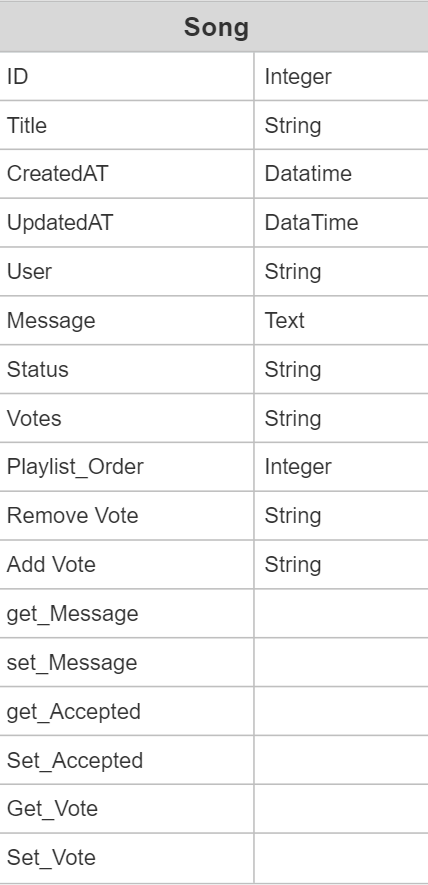 Song
ID Integer
Title String
CreatedAT Datatime
UpdatedAT DataTime
User String
Message Text
Status String
Votes String
Playlist_Order Integer
Remove Vote String
Add Vote String
get_Message
set_Message
get_Accepted
Set_Accepted
Get_Vote
Set_Vote